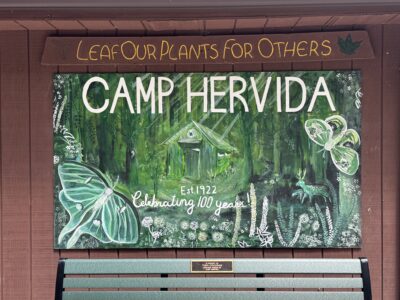 LEAF OUR PLANTS FOR OTHERS
CAMP HERVIDA
Est. 1922
Celebrating 100 years!